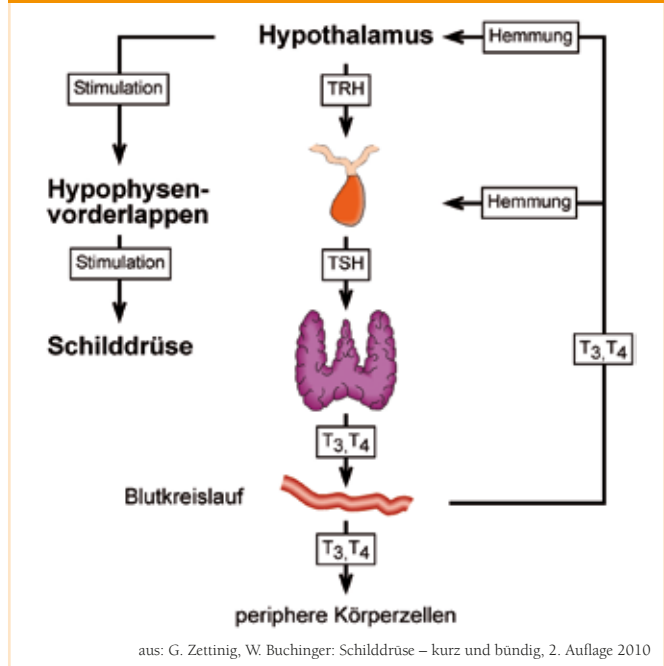 Hypothalamus
Hemmung
Stimulation
TRH
Hypophysen-
vorderlappen
Hemmung
Stimulation
TSH
Schilddrüse
T3,T4
T3,T4
Blutkreislauf
T3,T4
periphere Körperzellen
aus: G. Zettinig, W. Buchinger: Schilddrüse – kurz und bündig, 2. Auflage 2010